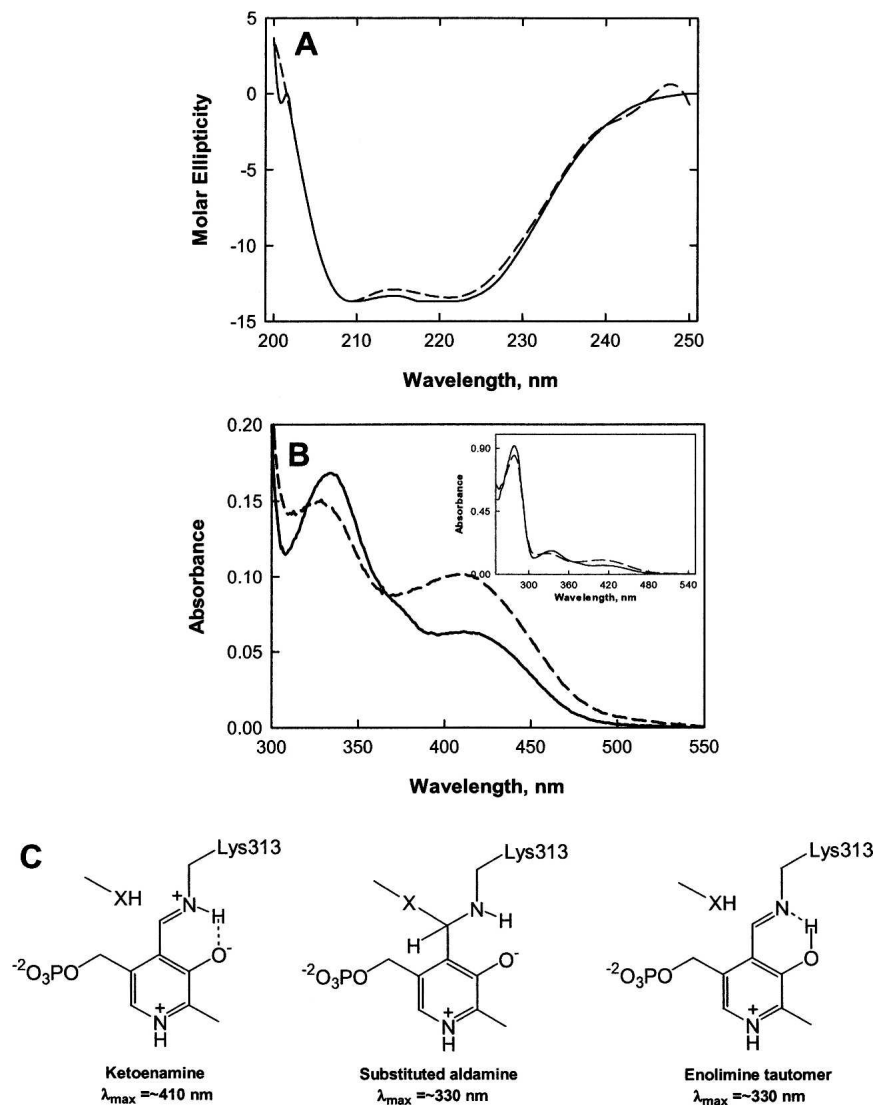 A
5
0
-5
-10
-15
Molar Ellipticity
200 210 220 230 240 250
Wavelength, nm
B
0.20
0.15
0.10
0.05
0.00
Absorbance
300 350 400 450 500 550
Wavelength, nm
0.90
0.45
0.00
Absorbance
300 360 420 480 540
Wavelength, nm
C
Lys313
XH
+
N
H
O-
-2O3PO
+
N
H
Ketoenamine
λmax =~410 nm
Lys313
X
N
H
H
O-
-2O3PO
+
N
H
Substituted aldamine
λmax =~330 nm
Lys313
XH
N
H
O
-2O3PO
+
N
H
Enolimine tautomer
λmax =~330 nm